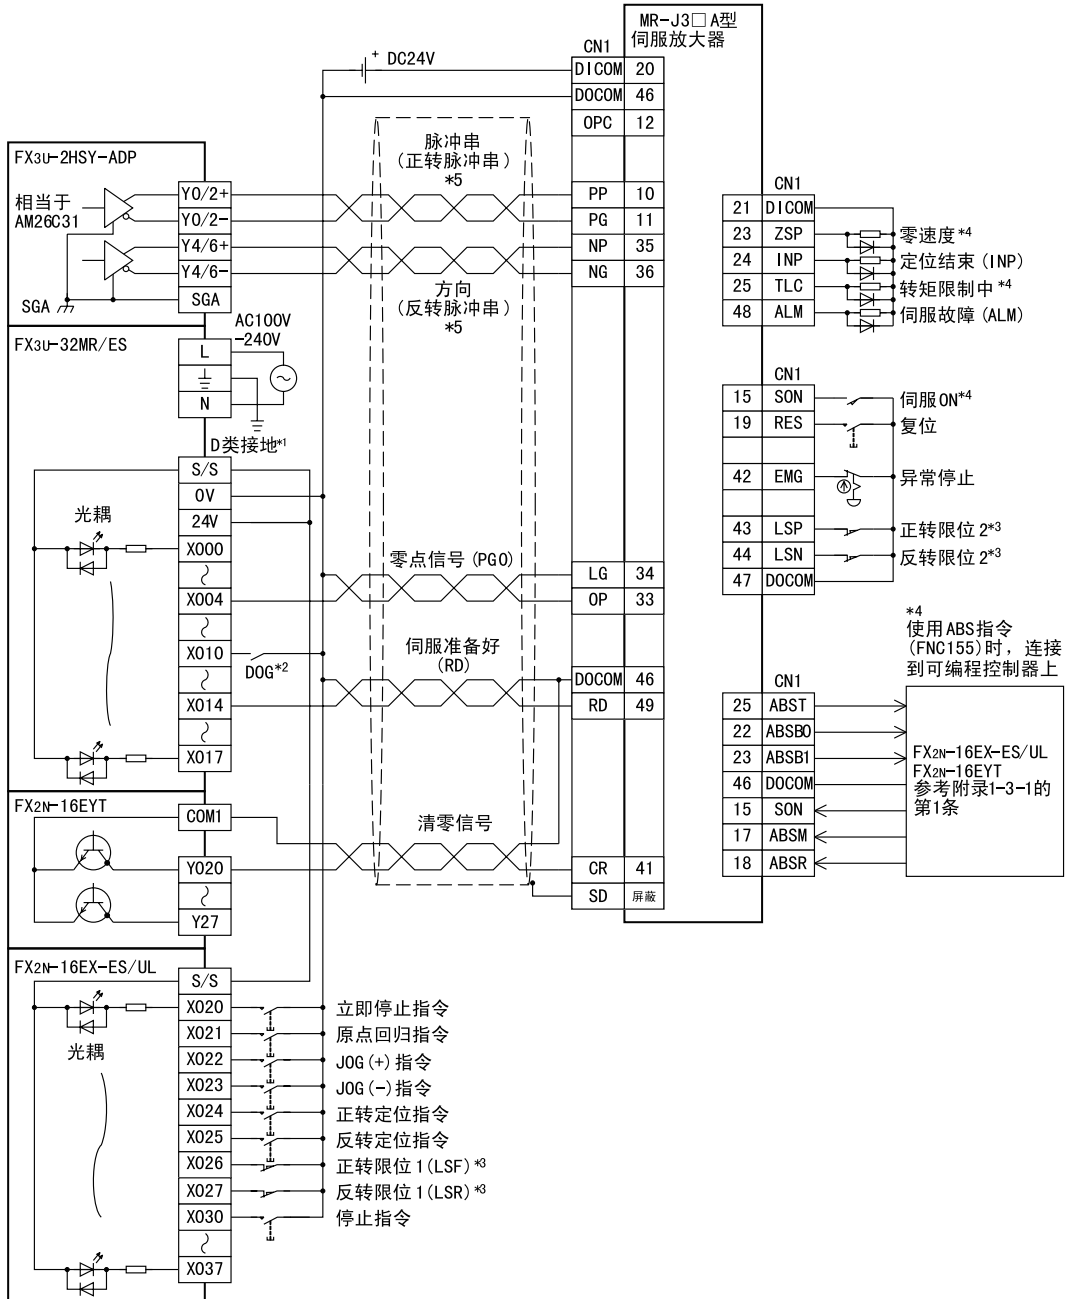 MR-J3□A型
伺服放大器
CN1
DICOM 20
DOCOM 46
OPC 12
PP 10
PG 11
NP 35
NG 36
LG 34
OP 33
DOCOM 46
RD 49
CR 41
SD 屏蔽
+ DC24V
脉冲串
(正转脉冲串)
*5
方向
(反转脉冲串)
*5
零点信号(PG0)
伺服准备好
(RD)
清零信号
FX3U-2HSY-ADP
相当于
AM26C31
SGA
Y0/2+
Y0/2-
Y4/6+
Y4/6-
SGA
FX3U-32MR/ES
AC100V
-240V
L
N
D类接地*1
S/S
0V
24V
X000
X004
X010
X014
X017
光耦
DOG*2
FX2N-16EYT
COM1
Y020
Y27
FX2N-16EX-ES/UL
S/S
光耦
X020 立即停止指令
X021 原点回归指令
X022 JOG(+)指令
X023 JOG(-)指令
X024 正转定位指令
X025 反转定位指令
X026 正转限位1(LSF)*3
X027 反转限位1(LSR)*3
X030 停止指令
X037
CN1
21 DICOM
23 ZSP 零速度*4
24 INP 定位结束(INP)
25 TLC 转矩限制中*4
48 ALM 伺服故障(ALM)
CN1
15 SON 伺服ON*4
19 RES 复位
42 EMG 异常停止
43 LSP 正转限位2*3
44 LSN 反转限位2*3
47 DOCOM
*4
使用ABS指令
(FNC155)时，连接
到可编程控制器上
CN1
25 ABST
22 ABSB0
23 ABSB1
46 DOCOM
15 SON
17 ABSM
18 ABSR
FX2N-16EX-ES/UL
FX2N-16EYT
参考附录1-3-1的
第1条